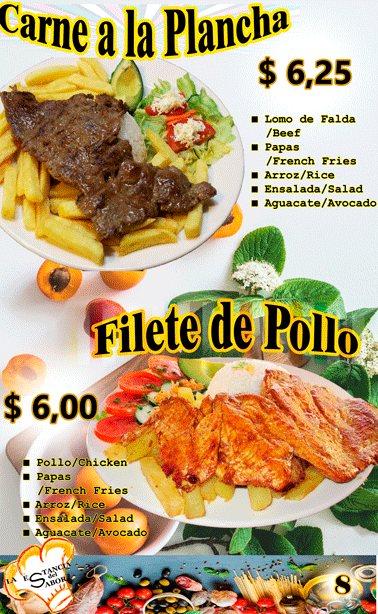 Carne a la Plancha
$ 6,25
■ Lomo de Falda
/Beef
■ Papas
/French Fries
■ Arroz/Rice
■ Ensalada/Salad
■ Aguacate/Avocado
Filete de Pollo
$ 6,00
■ Pollo/Chicken
■ Papas
/French Fries
■ Arroz/Rice
■ Ensalada/Salad
■ Aguacate/Avocado
LA ESTANCIA
del
SABOR
8